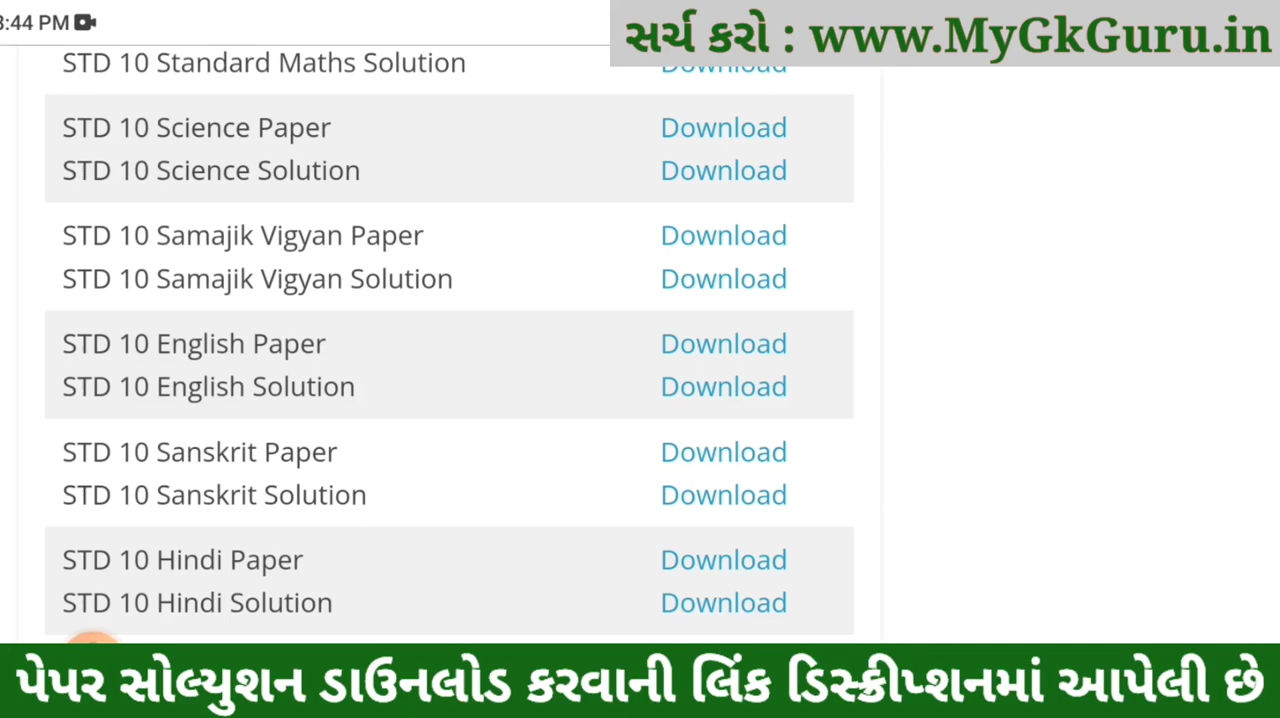 3:44 PM
સર્ચ કરો : www.MyGkGuru.in
STD 10 Standard Maths Solution Download
STD 10 Science Paper Download
STD 10 Science Solution Download
STD 10 Samajik Vigyan Paper Download
STD 10 Samajik Vigyan Solution Download
STD 10 English Paper Download
STD 10 English Solution Download
STD 10 Sanskrit Paper Download
STD 10 Sanskrit Solution Download
STD 10 Hindi Paper Download
STD 10 Hindi Solution Download
પેપર સોલ્યુશન ડાઉનલોડ કરવાની લિંક ડિસ્ક્રીપ્શનમાં આપેલી છે